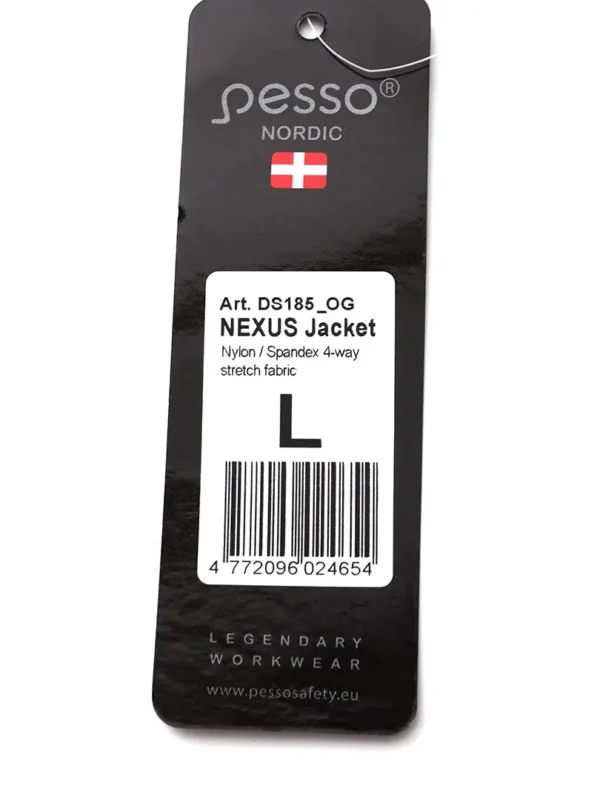 pesso®
NORDIC
Art. DS185_OG
NEXUS Jacket
Nylon / Spandex 4-way
stretch fabric
L
4 772096 024654
LEGENDARY
WORKWEAR
www.pessosafety.eu